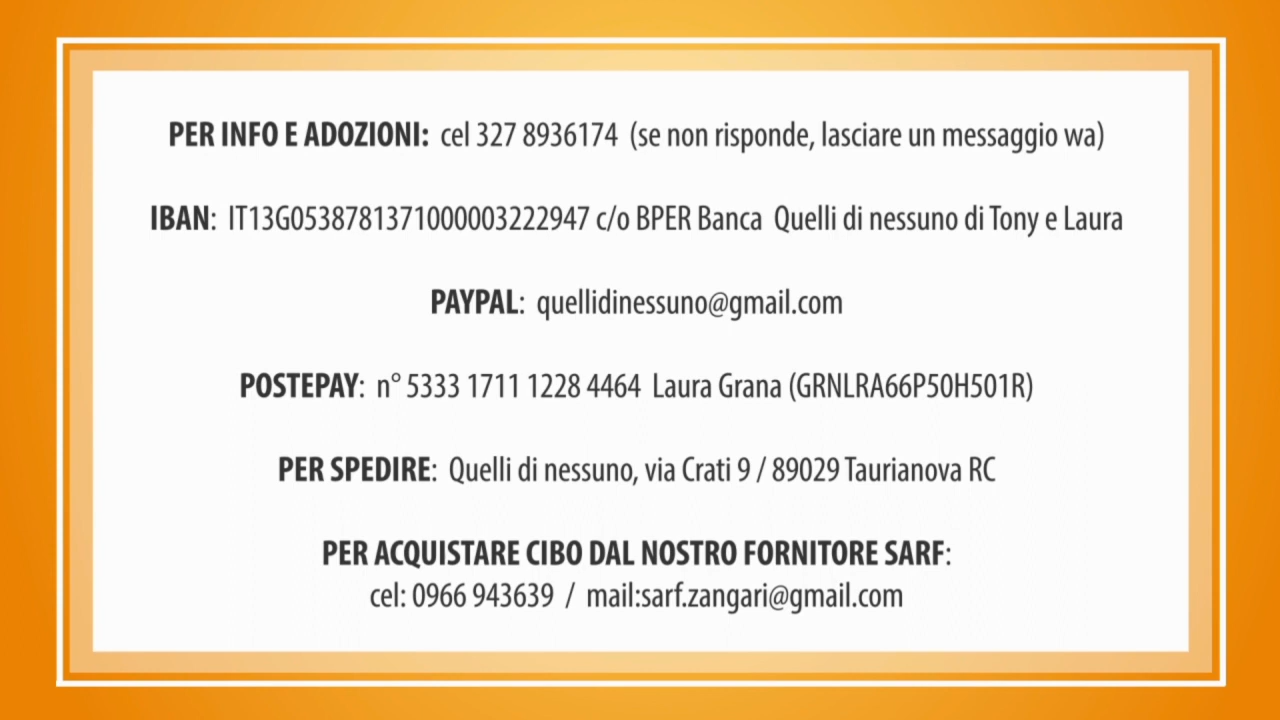 PER INFO E ADOZIONI: cel 327 8936174 (se non risponde, lasciare un messaggio wa)
IBAN: IT13G0538781371000003222947 c/o BPER Banca Quelli di nessuno di Tony e Laura
PAYPAL: quellidinessuno@gmail.com
POSTEPAY: n° 5333 1711 1228 4464 Laura Grana (GRNLRA66P50H501R)
PER SPEDIRE: Quelli di nessuno, via Crati 9 / 89029 Taurianova RC
PER ACQUISTARE CIBO DAL NOSTRO FORNITORE SARF:
cel: 0966 943639 / mail:sarf.zangari@gmail.com